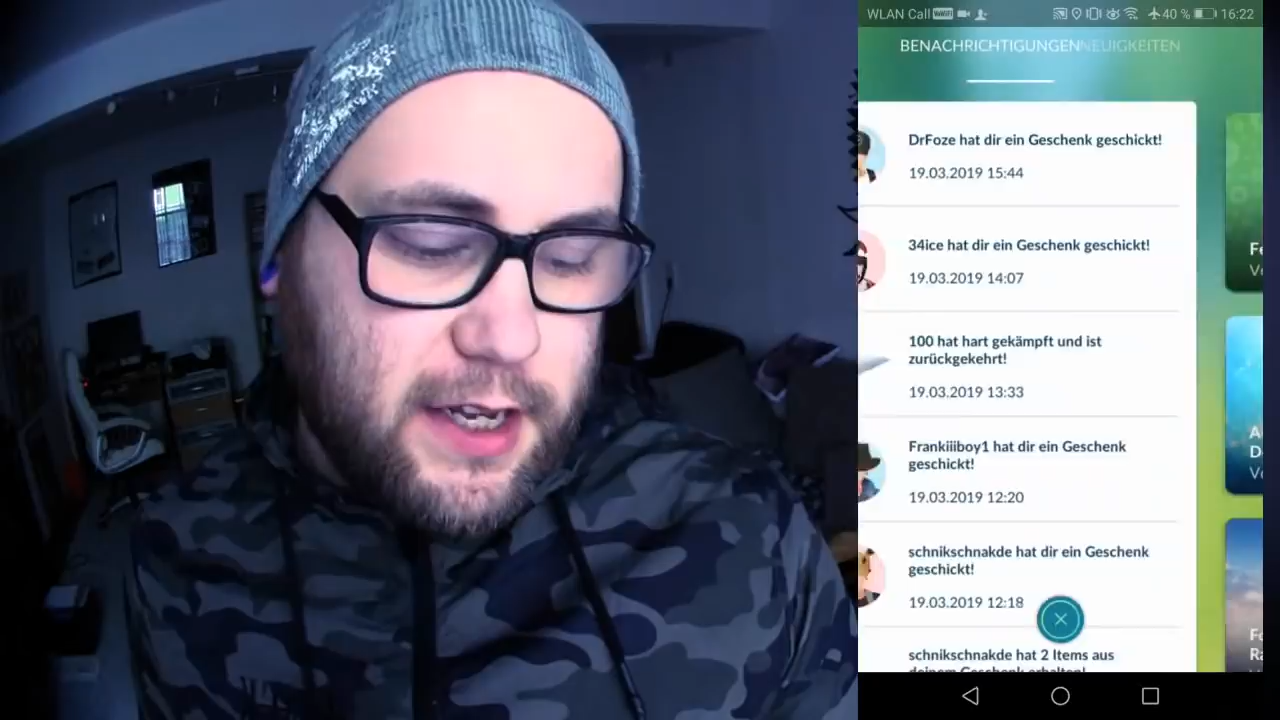 WLAN Call
40 %
16:22
BENACHRICHTIGUNGEN
NEUIGKEITEN
DrFoze hat dir ein Geschenk geschickt!
19.03.2019 15:44
34ice hat dir ein Geschenk geschickt!
19.03.2019 14:07
100 hat hart gekämpft und ist
zurückgekehrt!
19.03.2019 13:33
Frankiiiboy1 hat dir ein Geschenk
geschickt!
19.03.2019 12:20
schnikschnakde hat dir ein Geschenk
geschickt!
19.03.2019 12:18
schnikschnakde hat 2 Items aus
deinem Geschenk erhalten!